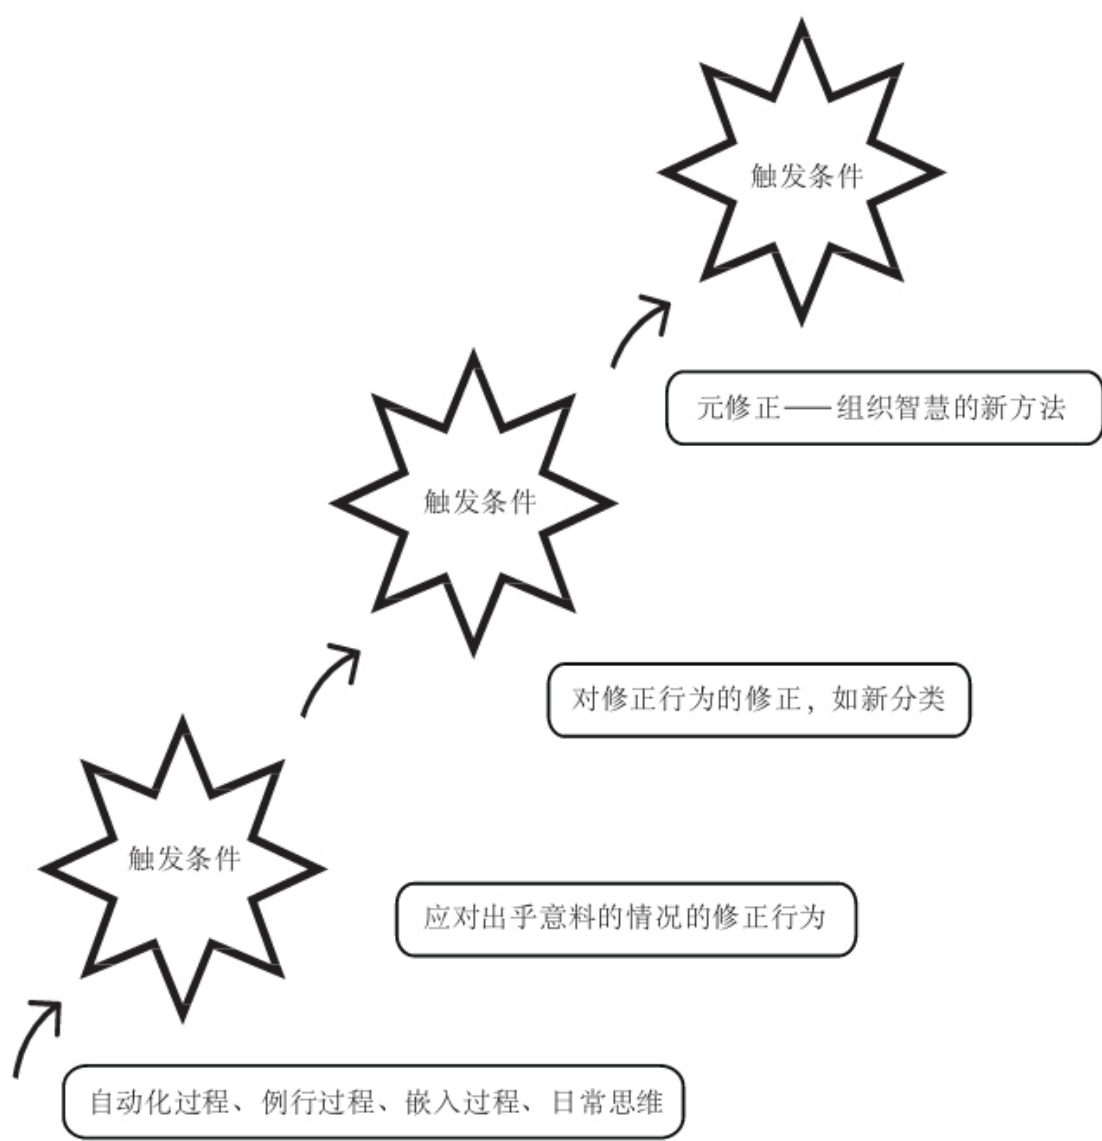 触发条件
元修正——组织智慧的新方法
触发条件
对修正行为的修正，如新分类
触发条件
应对出乎意料的情况的修正行为
自动化过程、例行过程、嵌入过程、日常思维